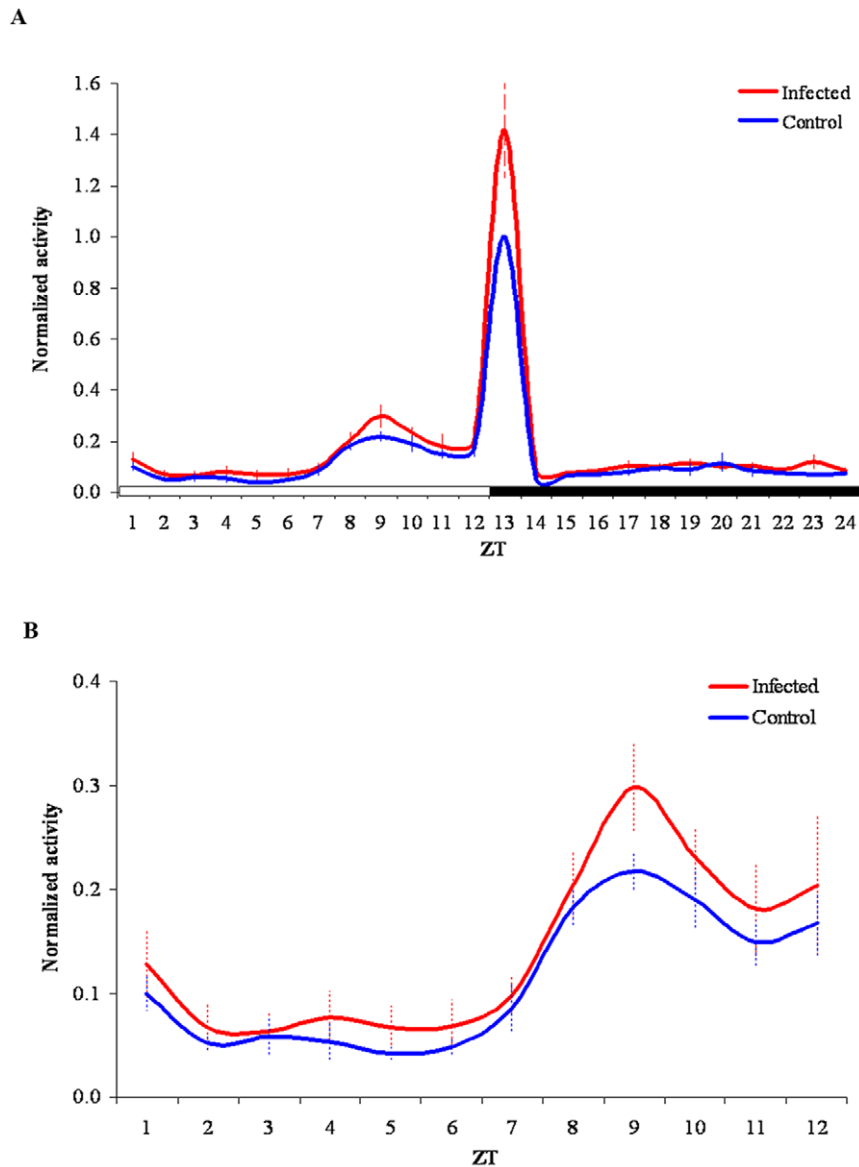 A
Normalized activity
1.6
1.4
1.2
1.0
0.8
0.6
0.4
0.2
0.0
Infected
Control
1 2 3 4 5 6 7 8 9 10 11 12 13 14 15 16 17 18 19 20 21 22 23 24
ZT
B
Normalized activity
0.4
0.3
0.2
0.1
0.0
Infected
Control
1 2 3 4 5 6 7 8 9 10 11 12
ZT